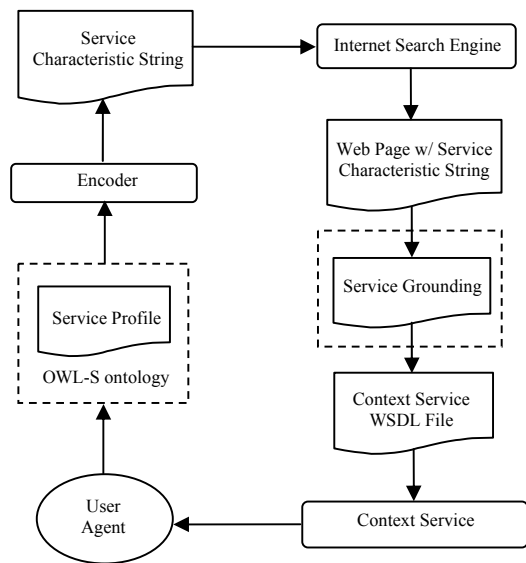 Service
Characteristic String
Internet Search Engine
Web Page w/ Service
Characteristic String
Encoder
Service Grounding
Service Profile
OWL-S ontology
Context Service
WSDL File
User
Agent
Context Service